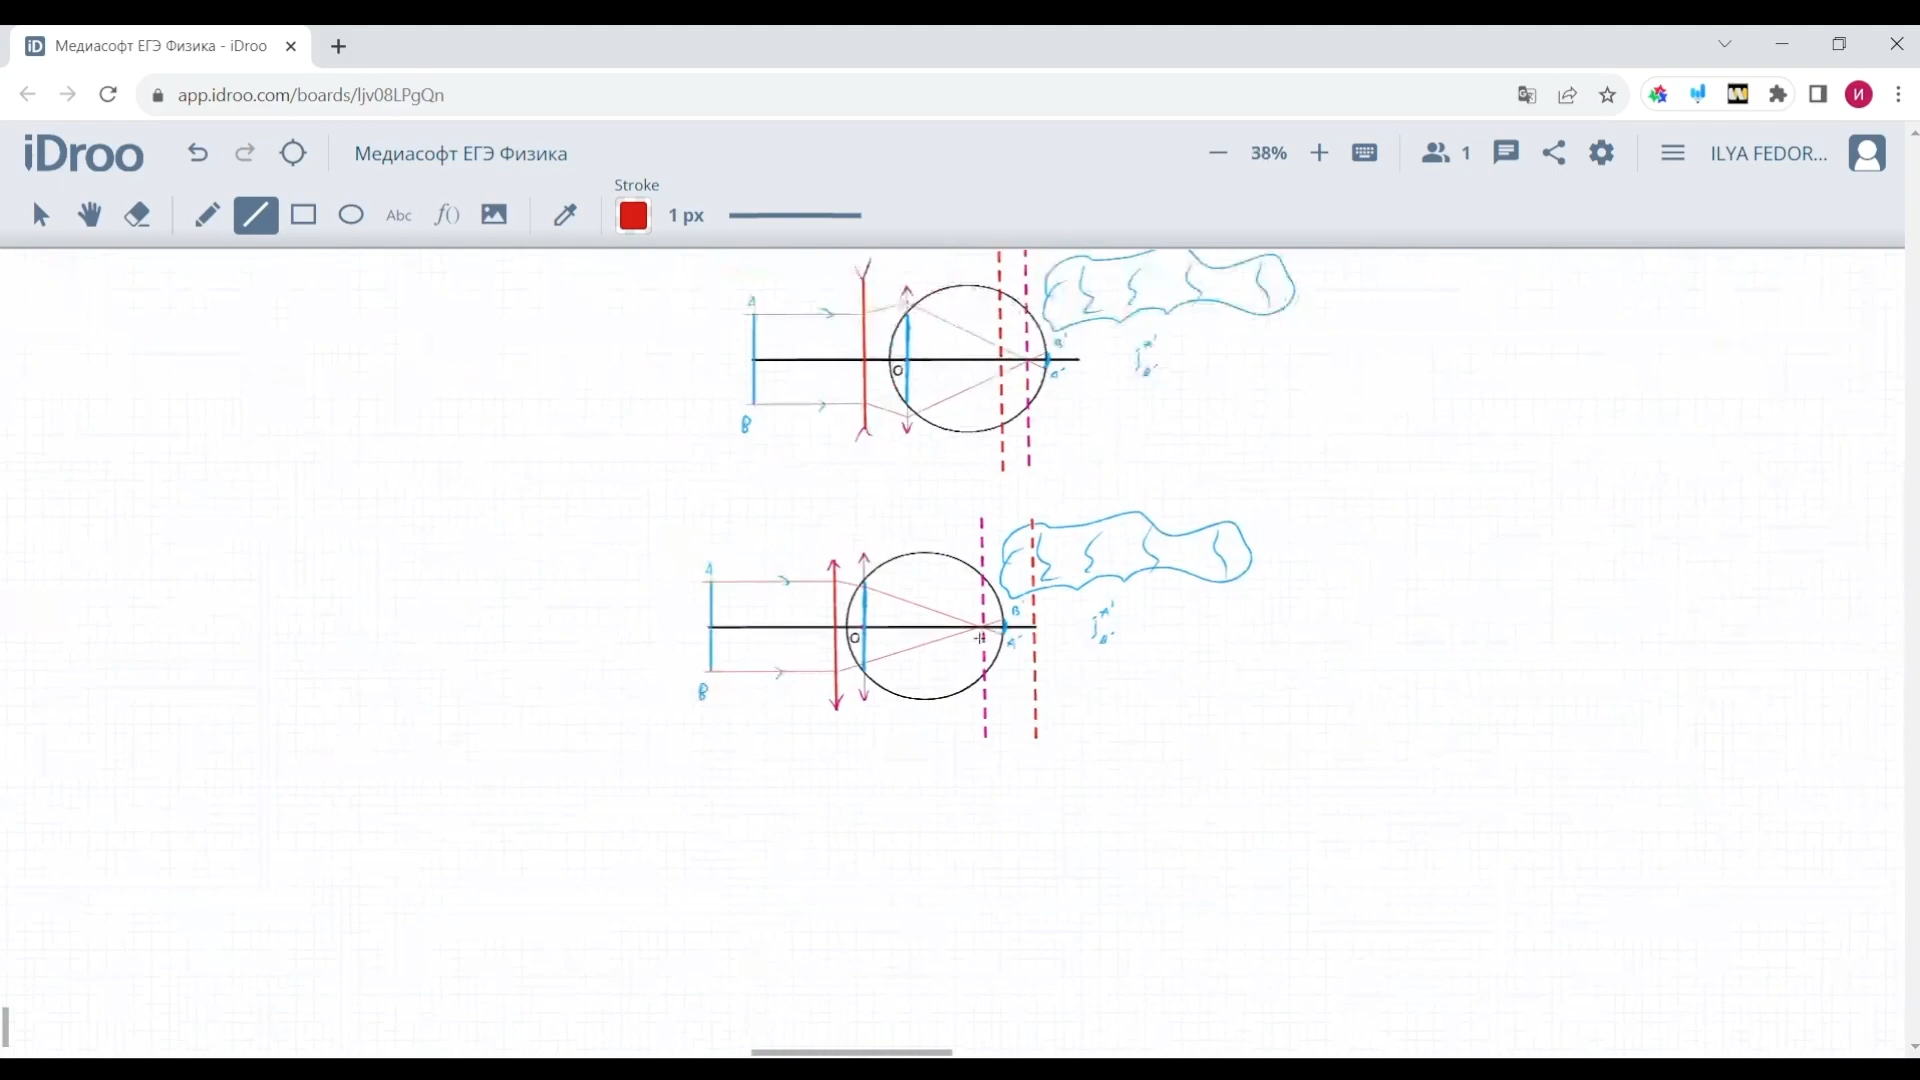 Медиасофт ЕГЭ Физика - iDroo
app.idroo.com/boards/ljv08LPgQn
И
iDroo
Медиасофт ЕГЭ Физика
38%
1
ILYA FEDOR...
Stroke
Abc
f()
1 px
A
B'
A'
O
B
A'
B'
A
B
A'
B'
O
A'
B